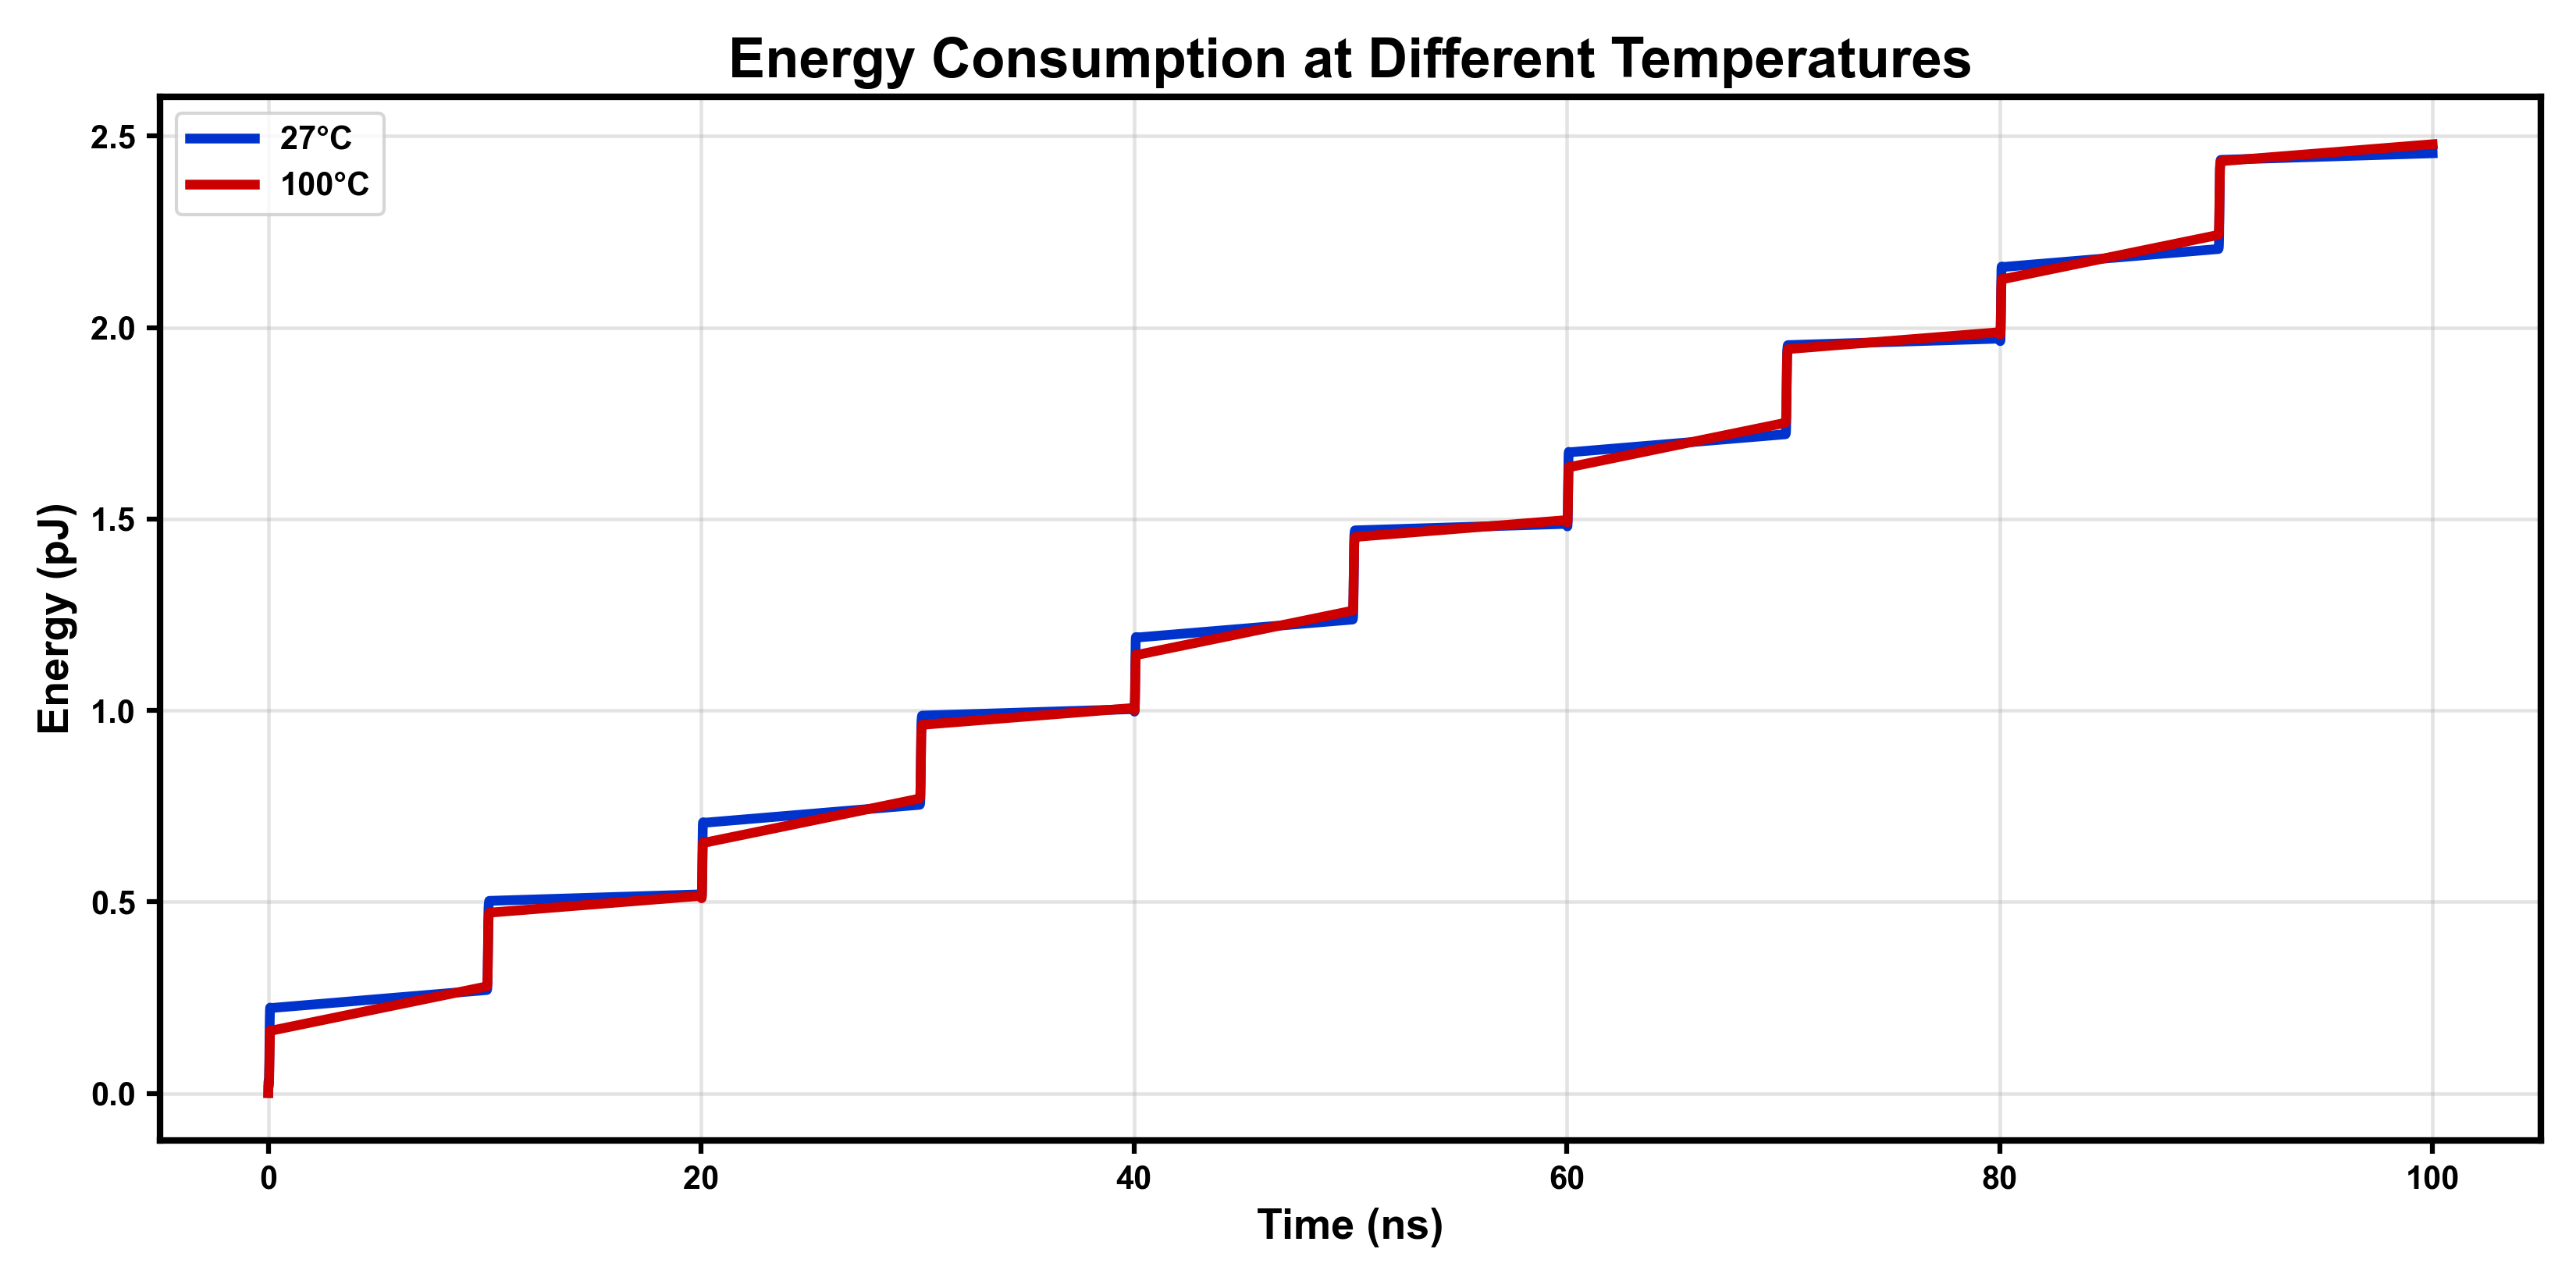 Energy Consumption at Different Temperatures
27°C
100°C
2.5
2.0
1.5
1.0
0.5
0.0
Energy (pJ)
0 20 40 60 80 100
Time (ns)